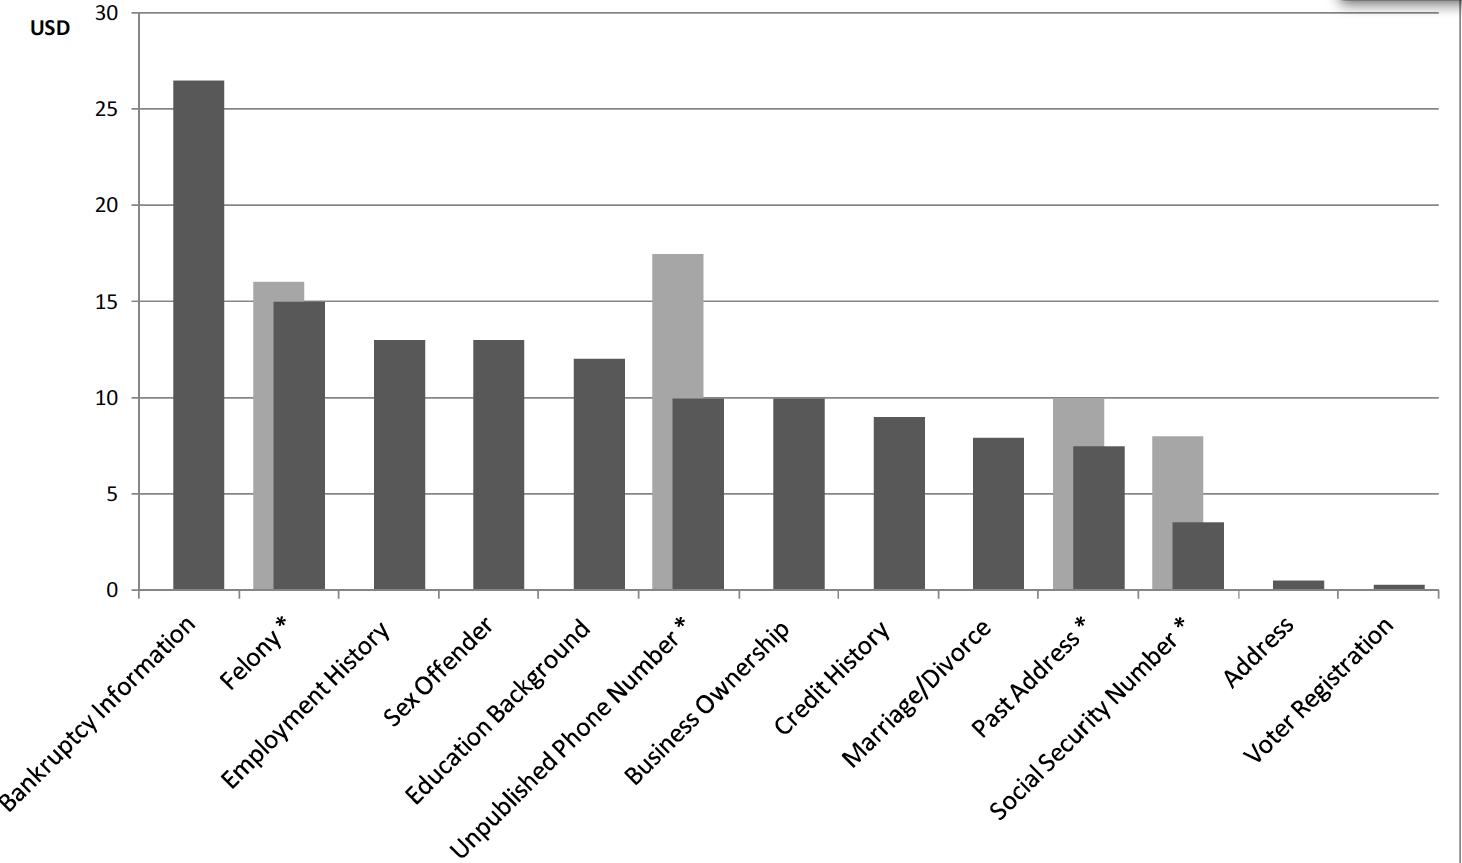 USD
30
25
20
15
10
5
0
Bankruptcy Information
Felony *
Employment History
Sex Offender
Education Background
Unpublished Phone Number *
Business Ownership
Credit History
Marriage/Divorce
Past Address *
Social Security Number *
Address
Voter Registration